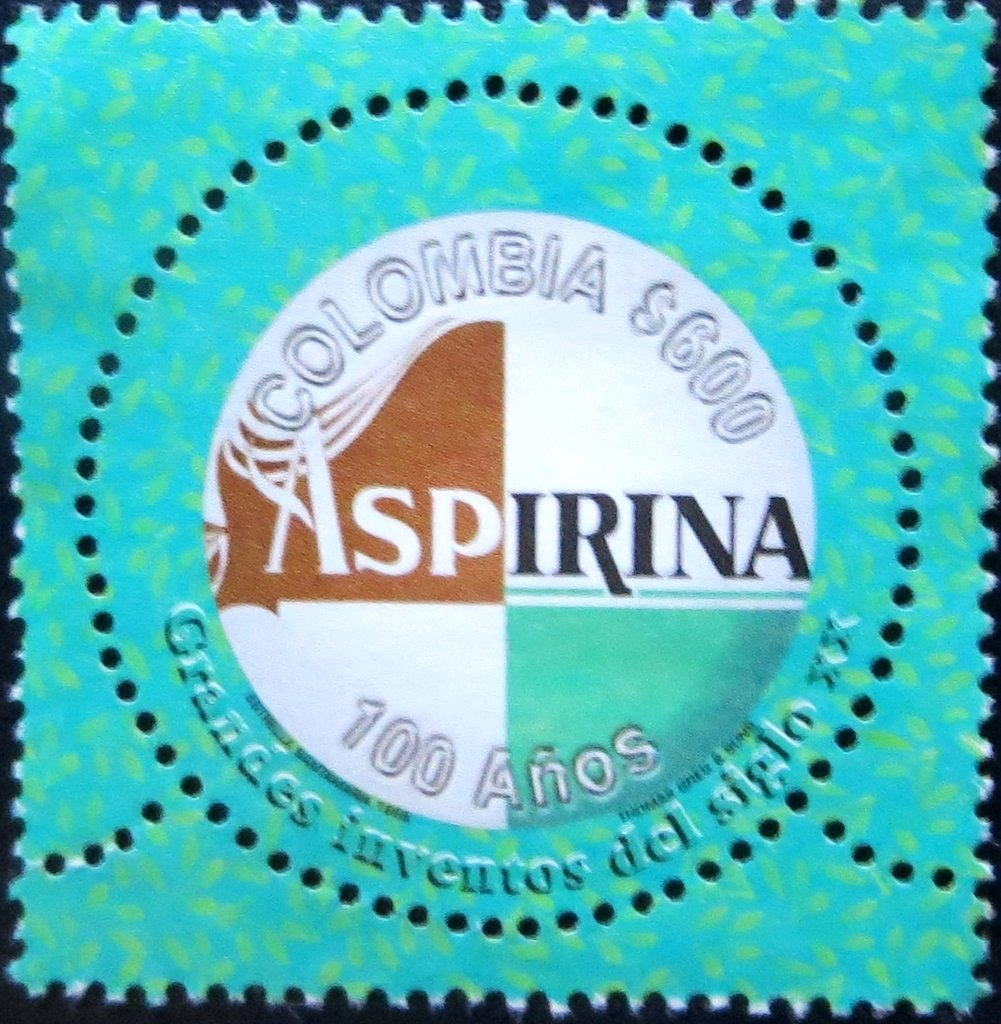 COLOMBIA $600
ASPIRINA
100 Años
Grandes inventos del siglo XX